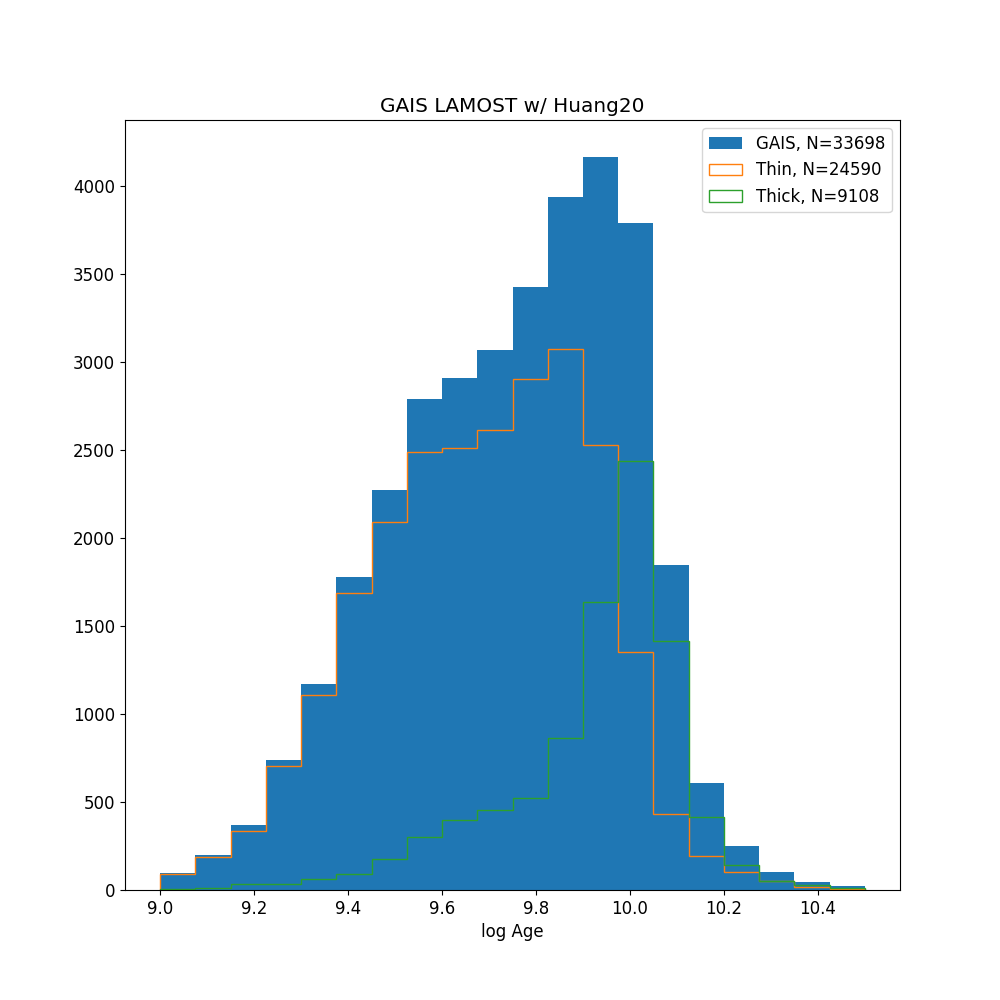 GAIS LAMOST w/ Huang20
GAIS, N=33698
Thin, N=24590
Thick, N=9108
4000
3500
3000
2500
2000
1500
1000
500
0
9.0 9.2 9.4 9.6 9.8 10.0 10.2 10.4
log Age